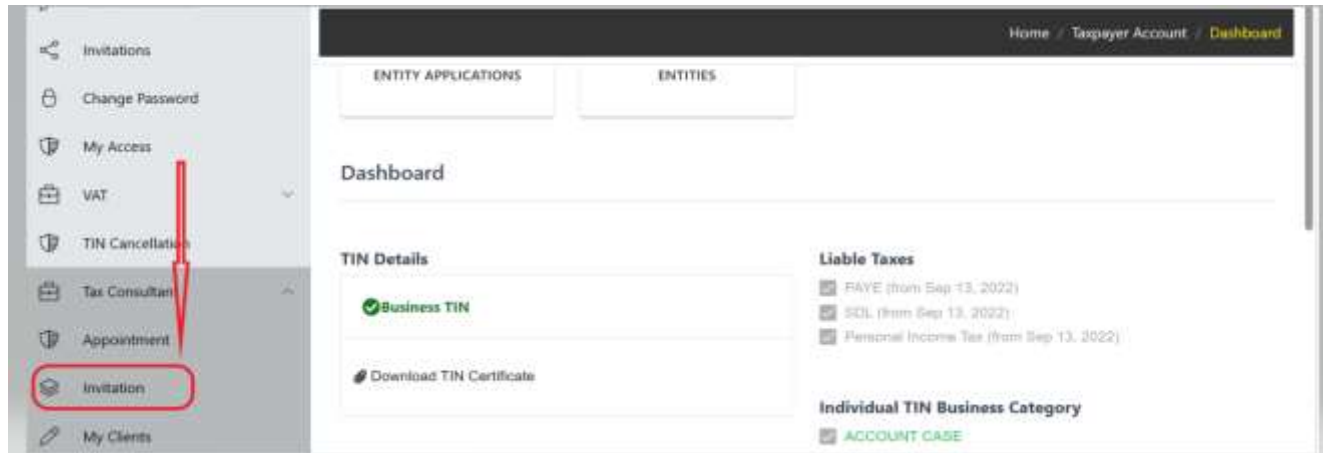 Invitations
Change Password
My Access
VAT
TIN Cancellation
Tax Consultant
Appointment
Invitation
My Clients
Home / Taxpayer Account / Dashboard
ENTITY APPLICATIONS
ENTITIES
Dashboard
TIN Details
Business TIN
Download TIN Certificate
Liable Taxes
PAYE (from Sep 13, 2022)
SDL (from Sep 13, 2022)
Personal Income Tax (from Sep 13, 2022)
Individual TIN Business Category
ACCOUNT CASE